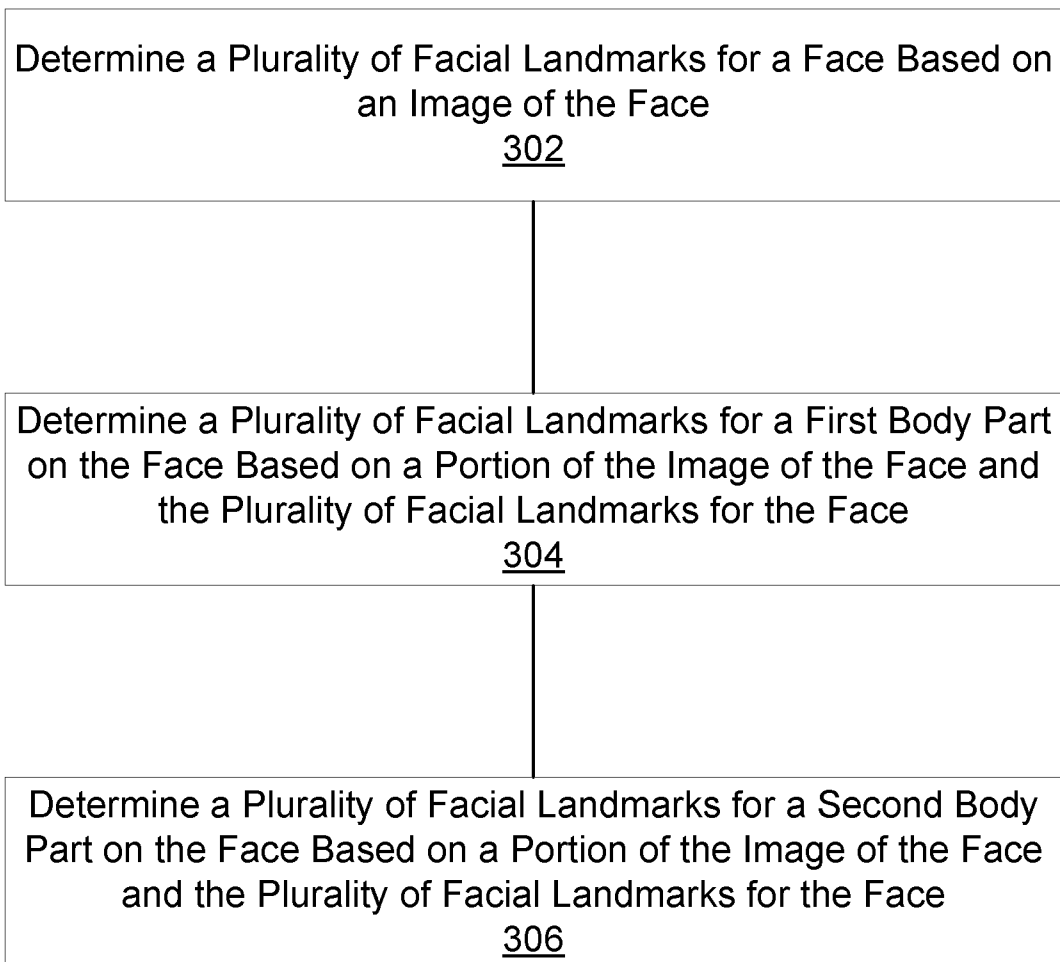 Determine a Plurality of Facial Landmarks for a Face Based on
an Image of the Face
302
Determine a Plurality of Facial Landmarks for a First Body Part
on the Face Based on a Portion of the Image of the Face and
the Plurality of Facial Landmarks for the Face
304
Determine a Plurality of Facial Landmarks for a Second Body
Part on the Face Based on a Portion of the Image of the Face
and the Plurality of Facial Landmarks for the Face
306